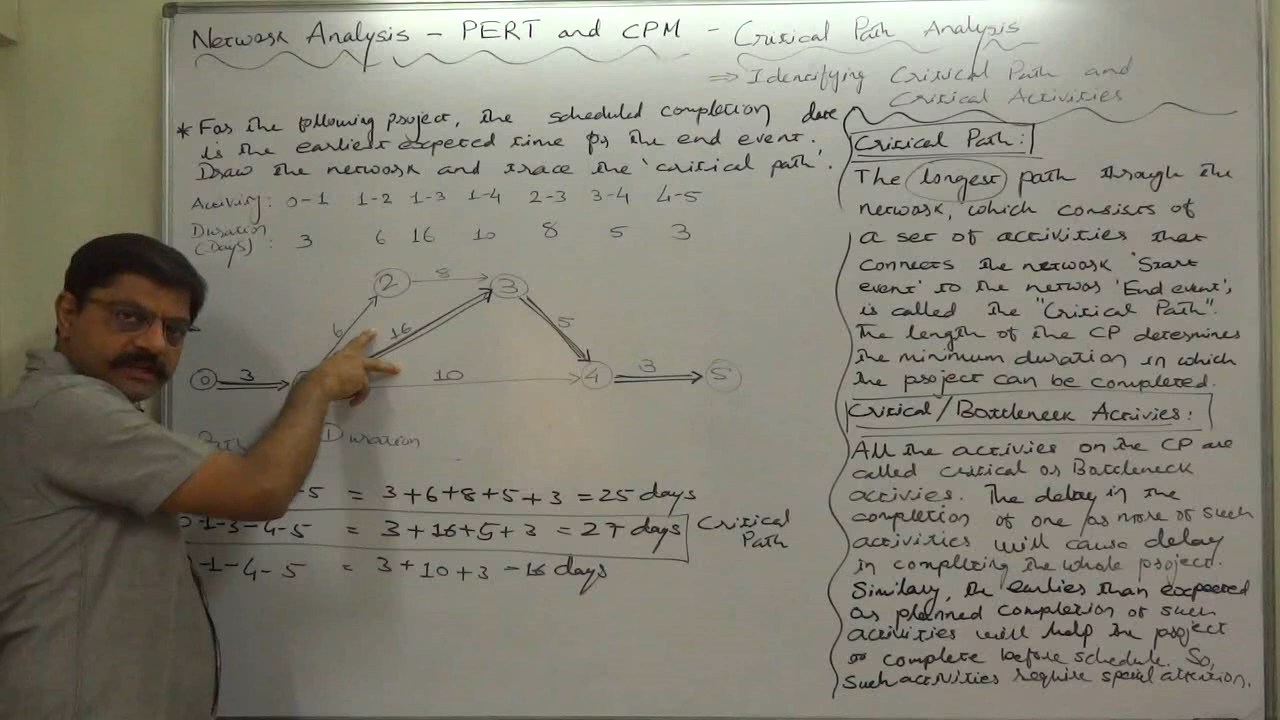 Network Analysis - PERT and CPM - Critical Path Analysis
⇒ Identifying Critical Path and
Critical Activities
* For the following project, the scheduled completion date
is the earliest expected time for the end event.
Draw the network and trace the 'critical path'.
Activity: 0-1 1-2 1-3 1-4 2-3 3-4 4-5
Duration
(Days) : 3 6 16 10 8 5 3
2 8 3
6 16 5
0 3 10 4 3 5
Duration
-5 = 3+6+8+5+3 = 25 days
0-1-3-4-5 = 3+16+5+3 = 27 days Critical
Path
-1-4-5 = 3+10+3 - 16 days
Critical Path:
The longest path through the
network, which consists of
a set of activities that
connects the network 'Start
event' to the networ 'End event',
is called the "Critical Path".
The length of the CP determines
the minimum duration in which
the project can be completed.
Critical/Bottleneck Activies:
All the activies on the CP are
called critical or Bottleneck
activies. The delay in the
completion of one or more of such
activities will cause delay
in completing the whole project.
Similary, the earlier than excpected
or planned completion of such
activities will help the project
to complete before schedule. So,
Such activities require special attention.